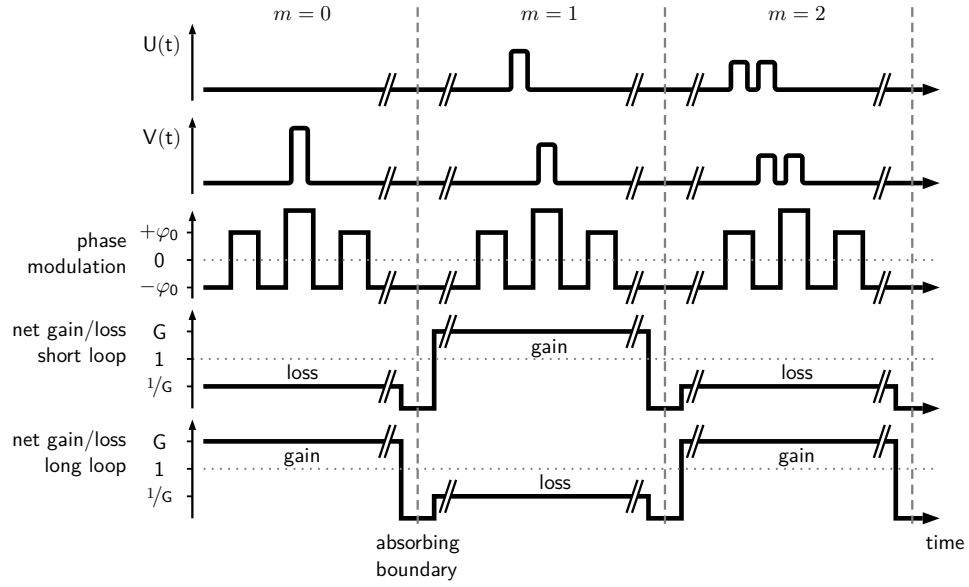 m = 0
m = 1
m = 2
U(t)
V(t)
phase
modulation
+φ0
0
−φ0
net gain/loss
short loop
G
1
1/G
loss
gain
loss
net gain/loss
long loop
G
1
1/G
gain
loss
gain
absorbing
boundary
time